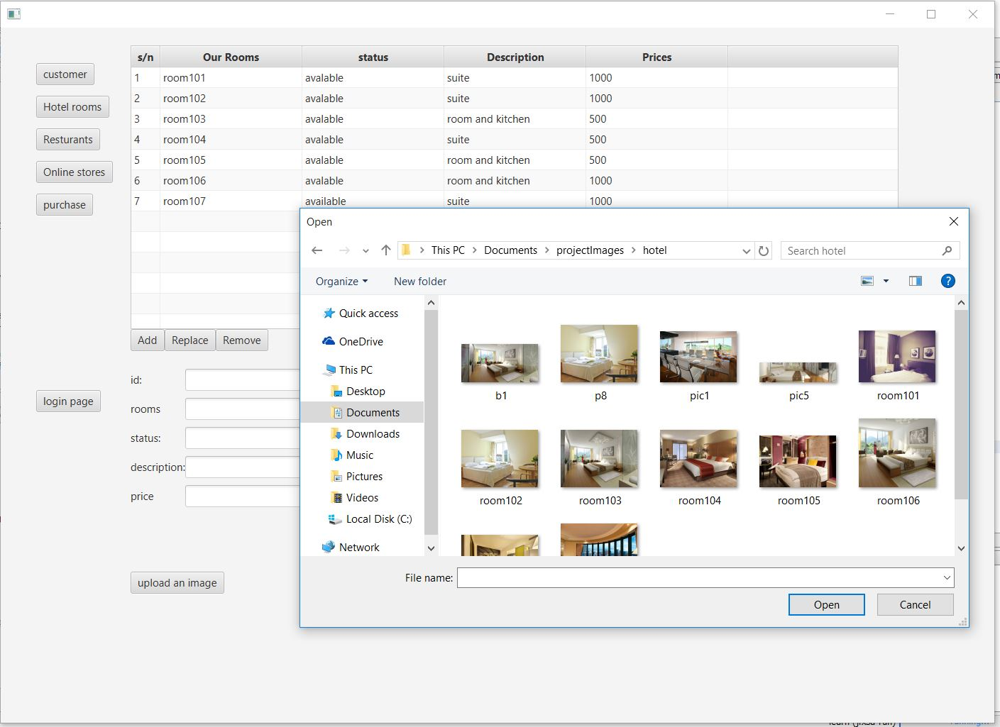 s/n Our Rooms status Description Prices
1 room101 avalable suite 1000
2 room102 avalable suite 1000
3 room103 avalable room and kitchen 500
4 room104 avalable suite 500
5 room105 avalable room and kitchen 500
6 room106 avalable room and kitchen 1000
7 room107 available suite 1000
customer
Hotel rooms
Resturants
Online stores
purchase
login page
Add Replace Remove
id:
rooms
status:
description:
price
upload an image
Open
This PC Documents projectImages hotel
Search hotel
Organize New folder
?
Quick access
OneDrive
This PC
Desktop
Documents
Downloads
Music
Pictures
Videos
Local Disk (C:)
Network
b1 p8 pic1 pic5 room101
room102 room103 room104 room105 room106
File name:
Open Cancel